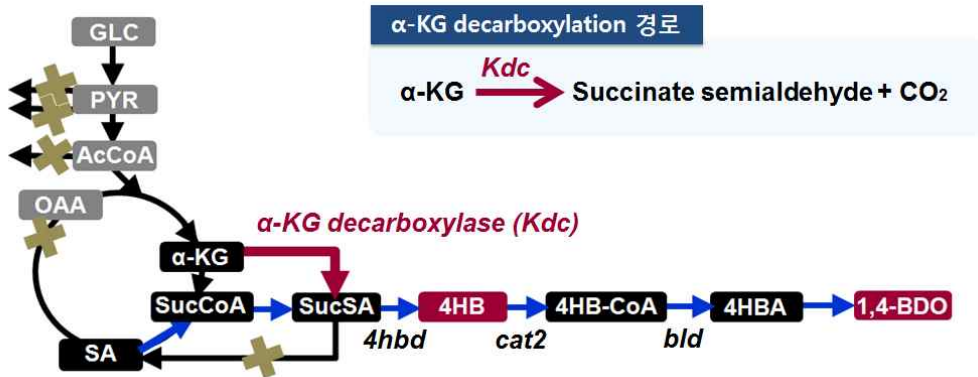 GLC
α-KG decarboxylation 경로
PYR
Kdc
α-KG
Succinate semialdehyde + CO₂
AcCoA
OAA
α-KG decarboxylase (Kdc)
α-KG
SucCoA
SucSA
4HB
4HB-CoA
4HBA
1,4-BDO
4hbd
cat2
bld
SA